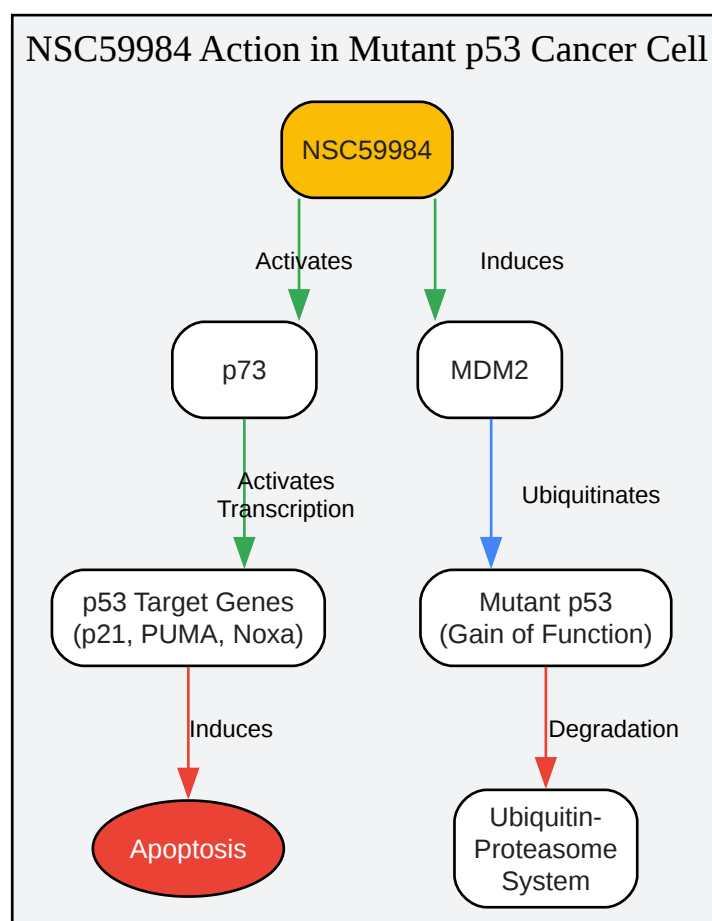 NSC59984 Action in Mutant p53 Cancer Cell
NSC59984
Activates
Induces
p73
MDM2
Activates
Transcription
Ubiquitinates
p53 Target Genes
(p21, PUMA, Noxa)
Mutant p53
(Gain of Function)
Induces
Degradation
Apoptosis
Ubiquitin-
Proteasome
System